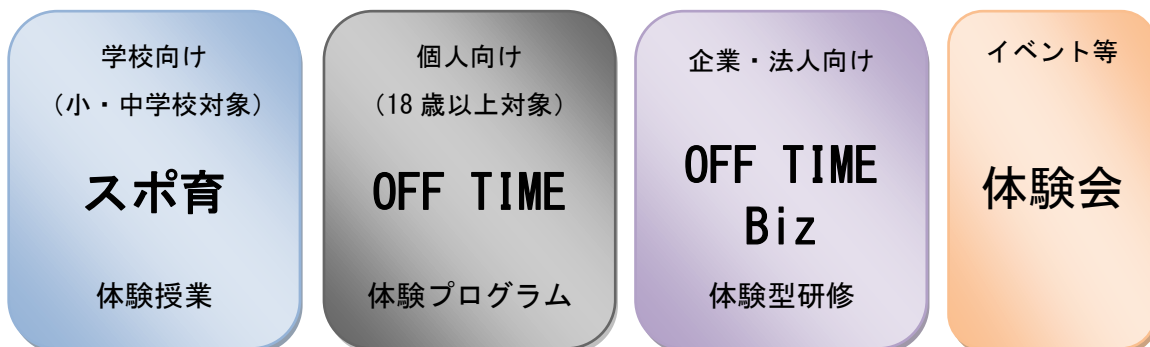 学校向け
（小・中学校対象）
スポ育
体験授業
個人向け
（18 歳以上対象）
OFF TIME
体験プログラム
企業・法人向け
OFF TIME
Biz
体験型研修
イベント等
体験会